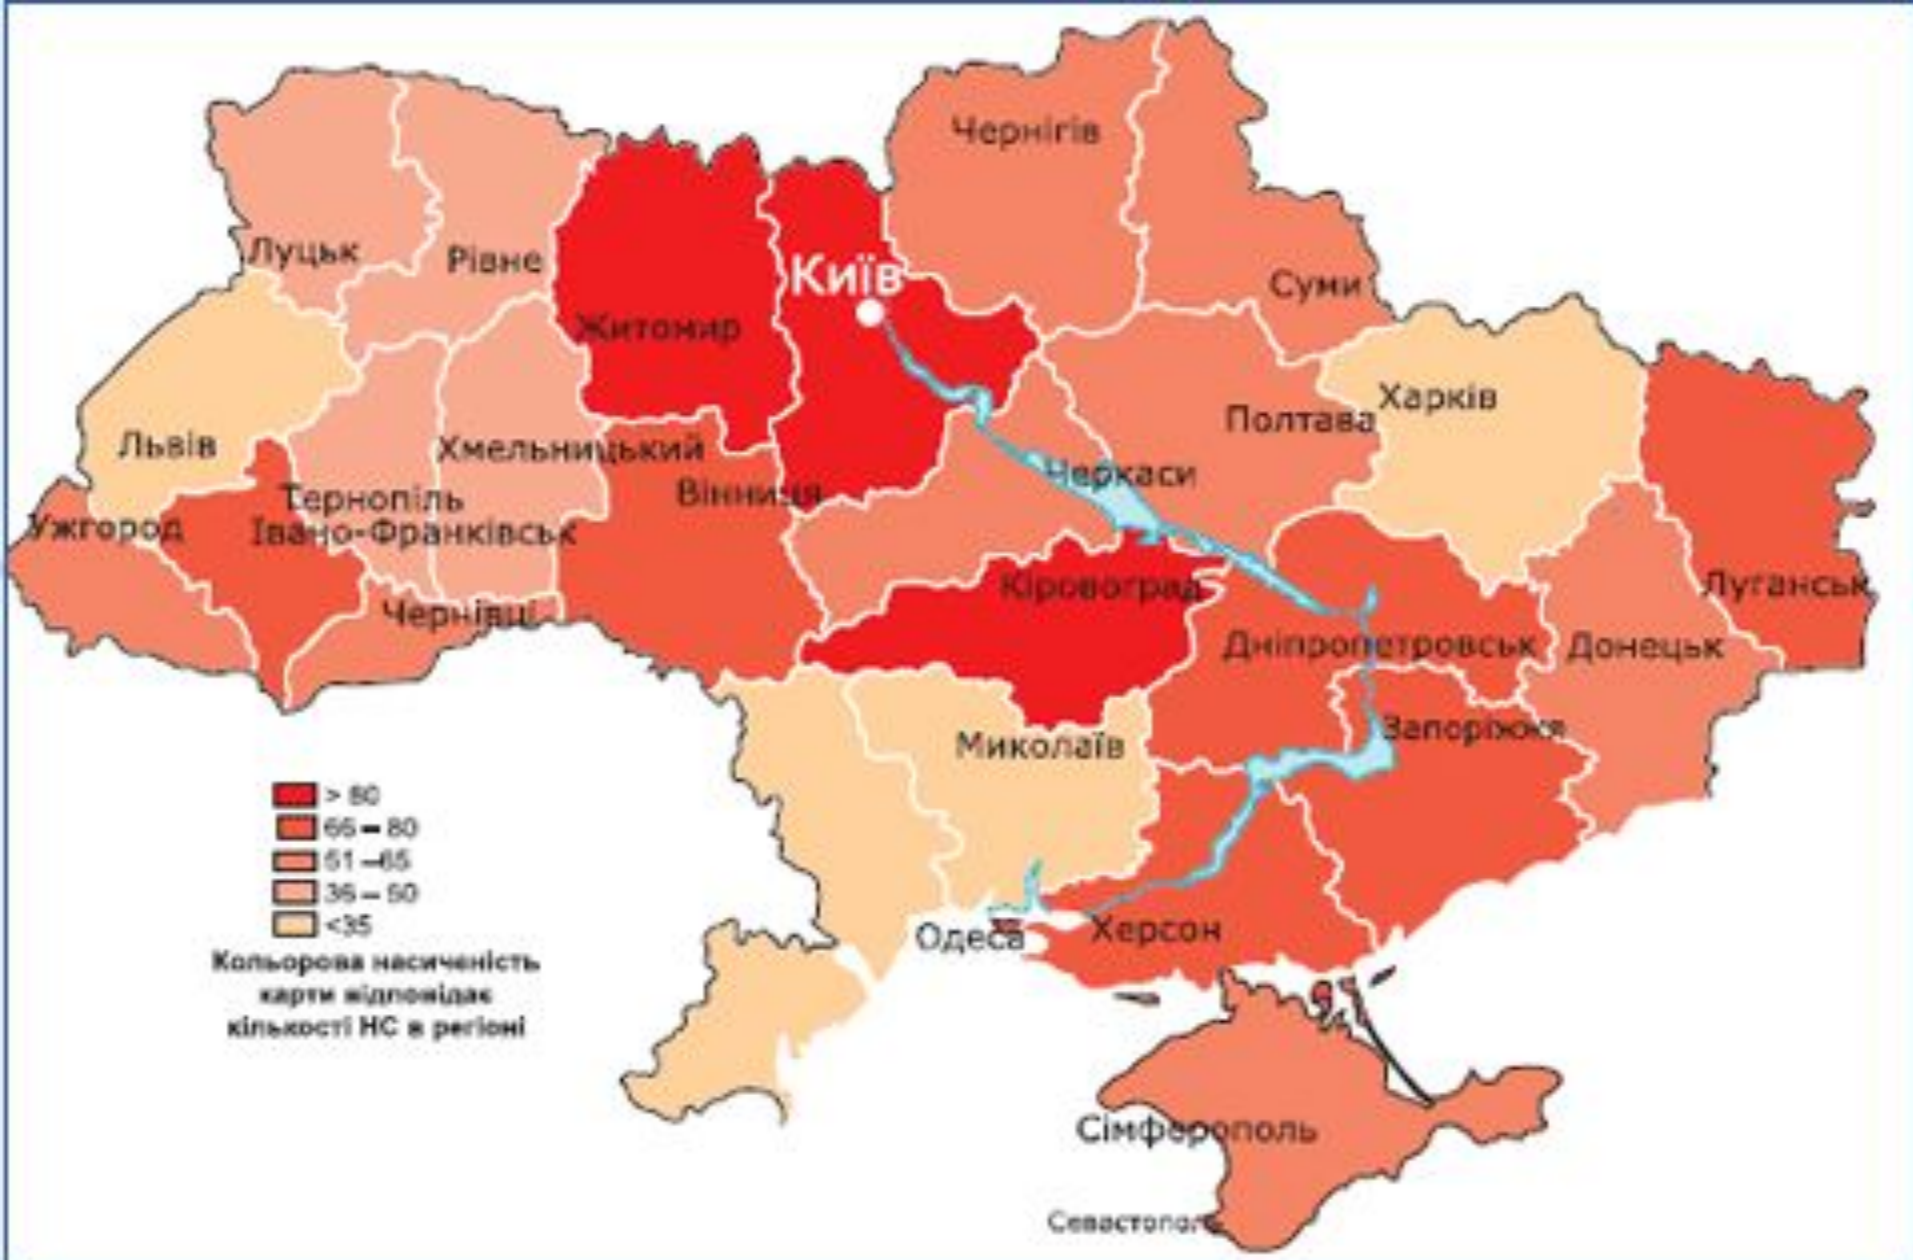 Чернігів
Луцьк
Рівне
Київ
Суми
Житомир
Харків
Полтава
Львів
Хмельницький
Черкаси
Вінниця
Тернопіль
Ужгород
Івано-Франківськ
Кіровоград
Луганськ
Чернівці
Дніпропетровськ
Донецьк
Запоріжжя
Миколаїв
> 80
66 – 80
51 –65
36 – 50
<35
Одеса
Херсон
Кольорова насиченість
карти відповідає
кількості НС в регіоні
Сімферополь
Севастополь